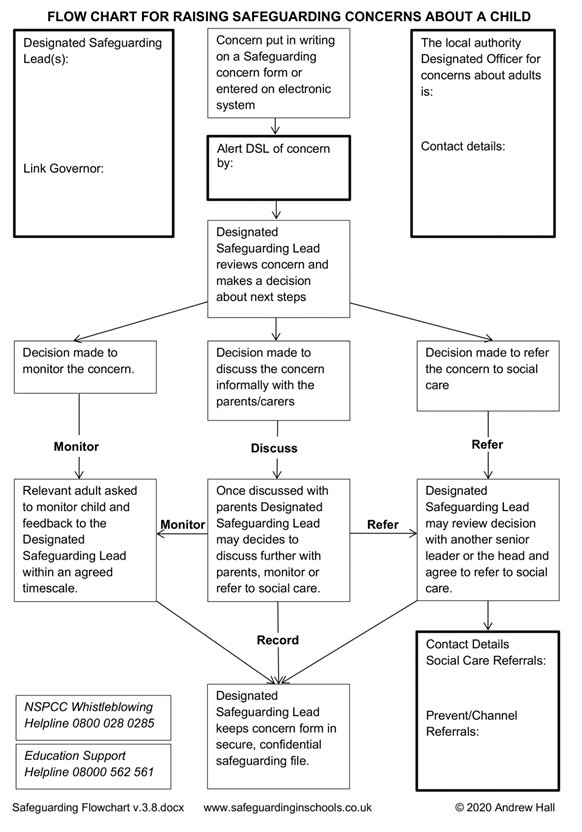 FLOW CHART FOR RAISING SAFEGUARDING CONCERNS ABOUT A CHILD
Designated Safeguarding
Lead(s):
Link Governor:
Concern put in writing
on a Safeguarding
concern form or
entered on electronic
system
The local authority
Designated Officer for
concerns about adults
is:
Contact details:
Alert DSL of concern
by:
Designated
Safeguarding Lead
reviews concern and
makes a decision
about next steps
Decision made to
monitor the concern.
Decision made to
discuss the concern
informally with the
parents/carers
Decision made to refer
the concern to social
care
Monitor
Discuss
Refer
Relevant adult asked
to monitor child and
feedback to the
Designated
Safeguarding Lead
within an agreed
timescale.
Monitor
Once discussed with
parents Designated
Safeguarding Lead
may decides to
discuss further with
parents, monitor or
refer to social care.
Refer
Designated
Safeguarding Lead
may review decision
with another senior
leader or the head and
agree to refer to social
care.
Record
Contact Details
Social Care Referrals:
Prevent/Channel
Referrals:
Designated
Safeguarding Lead
keeps concern form in
secure, confidential
safeguarding file.
NSPCC Whistleblowing
Helpline 0800 028 0285
Education Support
Helpline 08000 562 561
Safeguarding Flowchart v.3.8.docx www.safeguardinginschools.co.uk © 2020 Andrew Hall